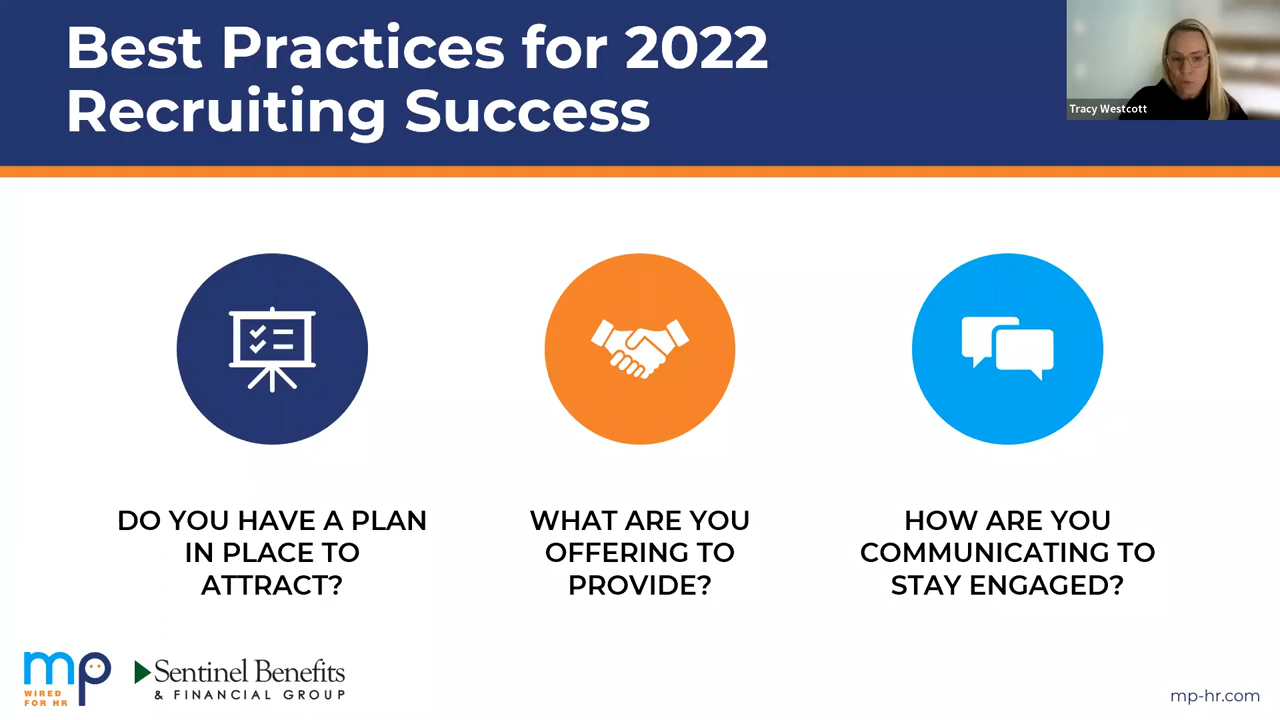 Best Practices for 2022
Recruiting Success
Tracy Westcott
DO YOU HAVE A PLAN
IN PLACE TO
ATTRACT?
WHAT ARE YOU
OFFERING TO
PROVIDE?
HOW ARE YOU
COMMUNICATING TO
STAY ENGAGED?
mp
WIRED
FOR HR
Sentinel Benefits
& FINANCIAL GROUP
mp-hr.com